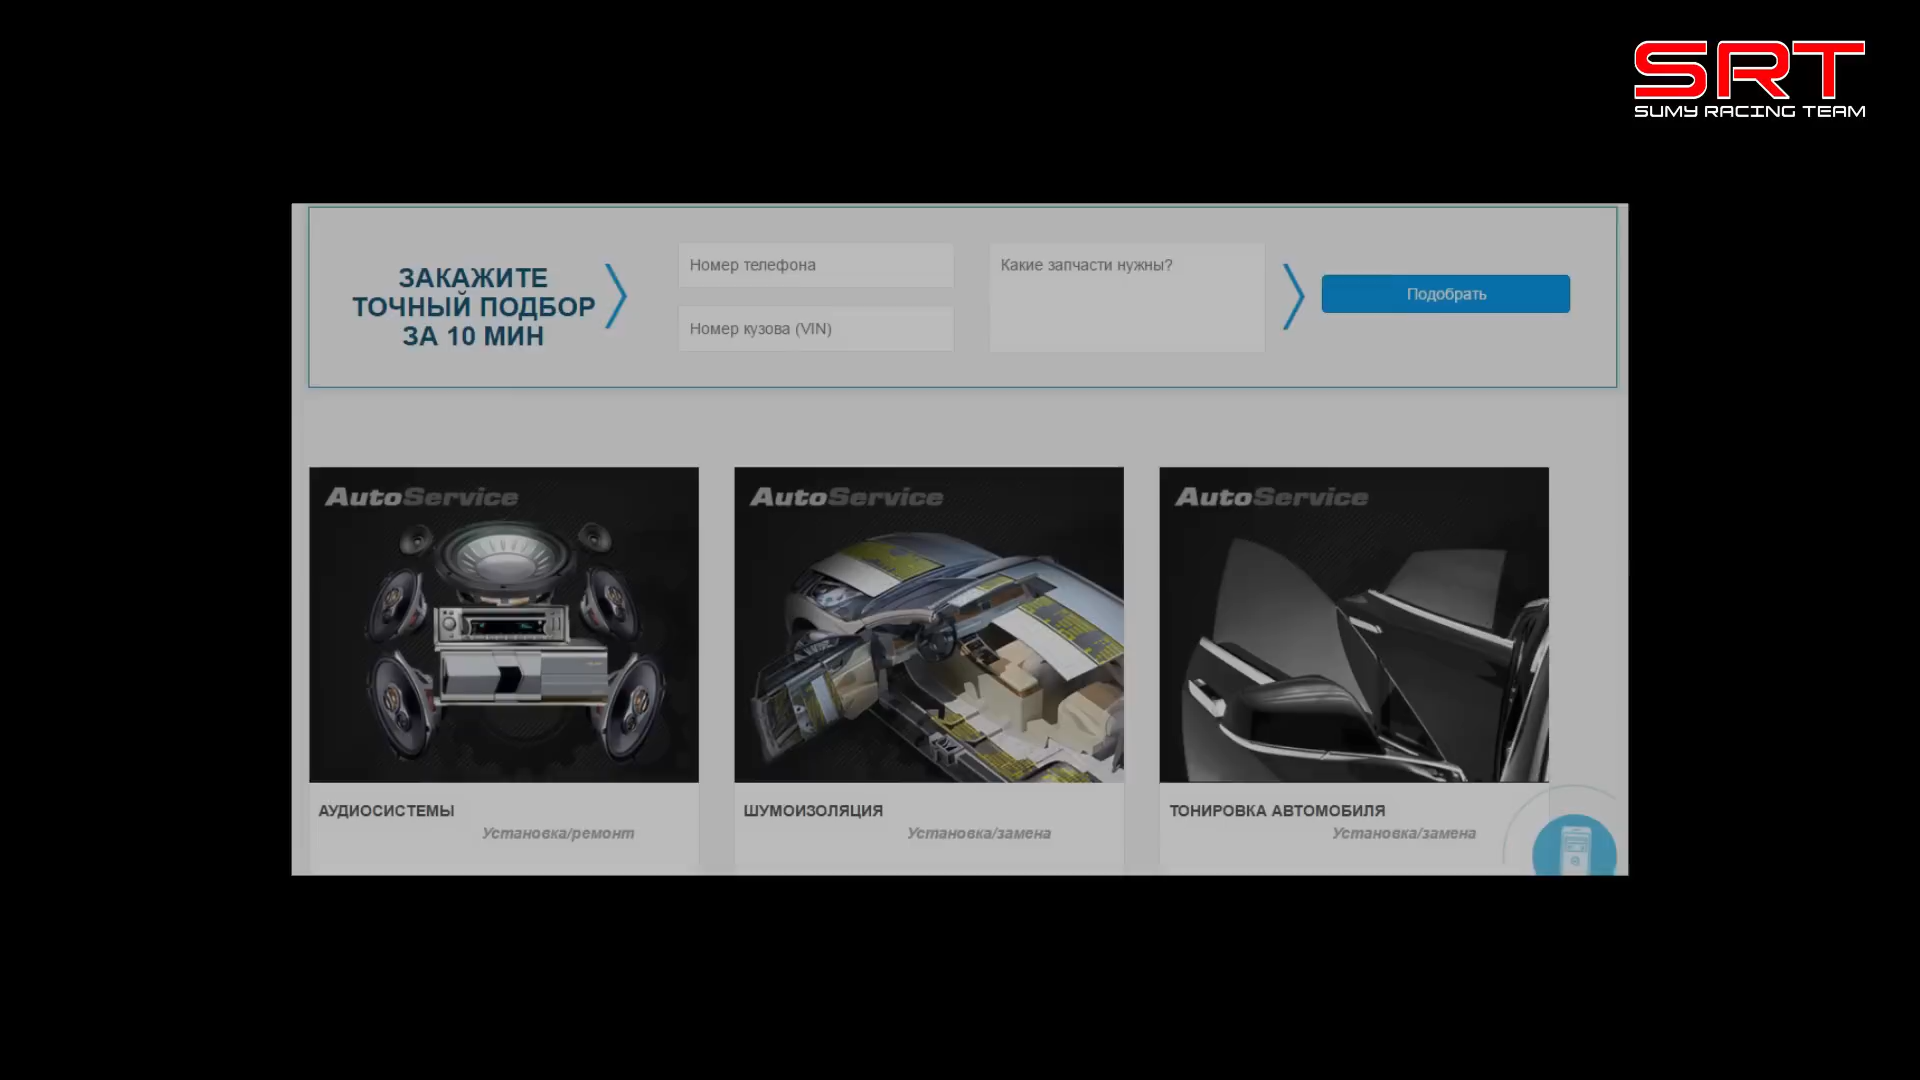 SRT
SUMY RACING TEAM
ЗАКАЖИТЕ
ТОЧНЫЙ ПОДБОР
ЗА 10 МИН
Номер телефона
Номер кузова (VIN)
Какие запчасти нужны?
Подобрать
AutoService
AutoService
AutoService
АУДИОСИСТЕМЫ
Установка/ремонт
ШУМОИЗОЛЯЦИЯ
Установка/замена
ТОНИРОВКА АВТОМОБИЛЯ
Установка/замена